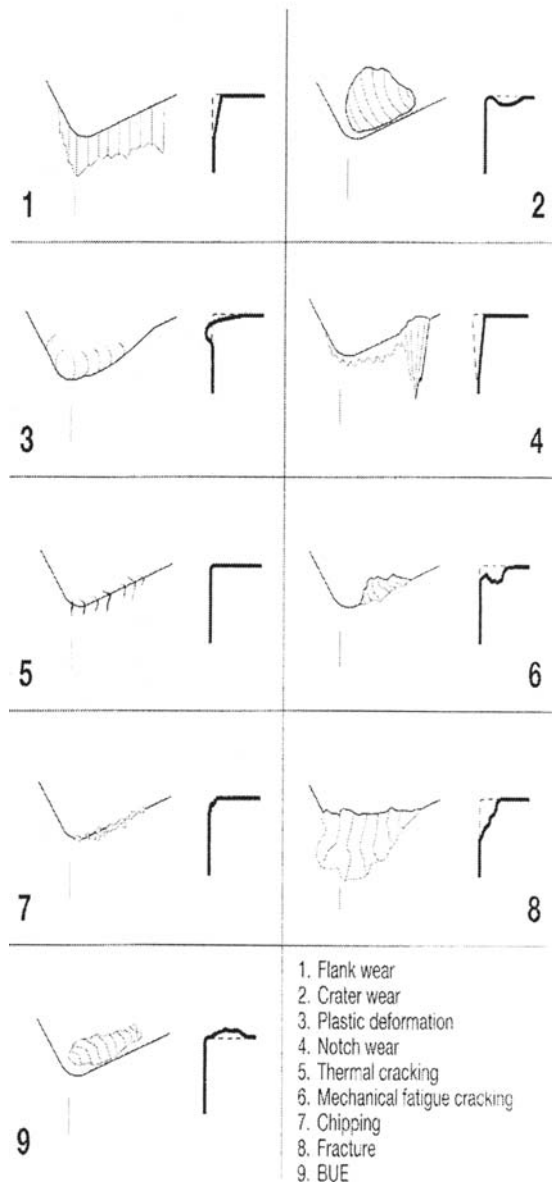 1
2
3
4
5
6
7
8
9
1. Flank wear
2. Crater wear
3. Plastic deformation
4. Notch wear
5. Thermal cracking
6. Mechanical fatigue cracking
7. Chipping
8. Fracture
9. BUE